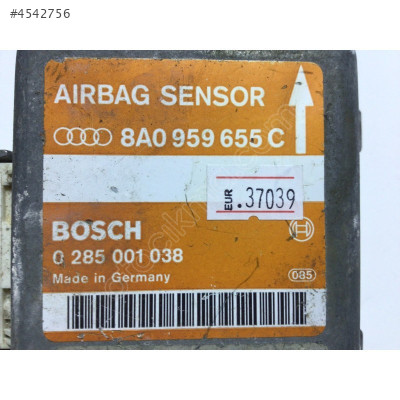 #4542756
AIRBAG SENSOR
8A0 959 655 C
EUR .37039
BOSCH
0 285 001 038
Made in Germany
085